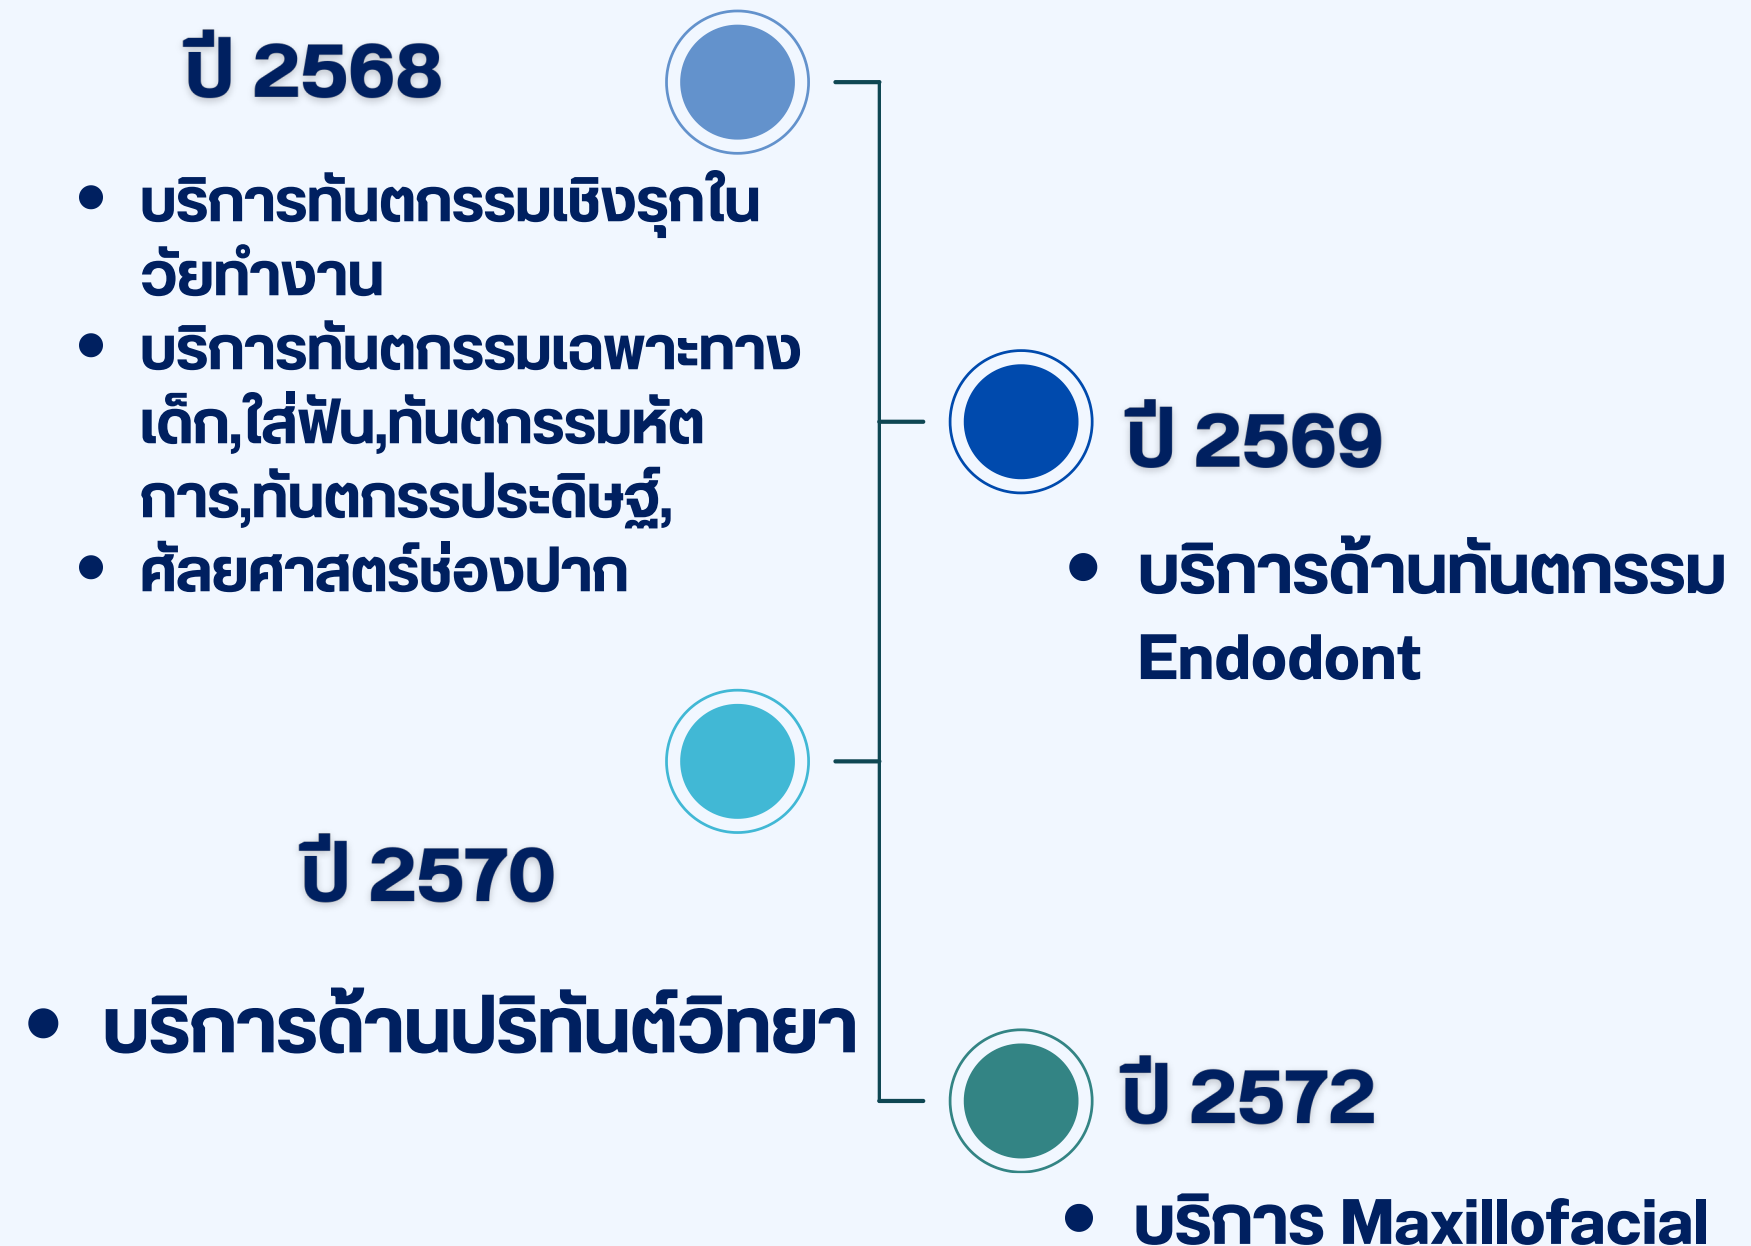 ปี 2568
• บริการทันตกรรมเชิงรุกใน
วัยทำงาน
• บริการทันตกรรมเฉพาะทาง
เด็ก,ใส่ฟัน,ทันตกรรมหัต
การ,ทันตกรรประดิษฐ์,
• ศัลยศาสตร์ช่องปาก
ปี 2569
• บริการด้านทันตกรรม
Endodont
ปี 2570
• บริการด้านปริทันต์วิทยา
ปี 2572
• บริการ Maxillofacial